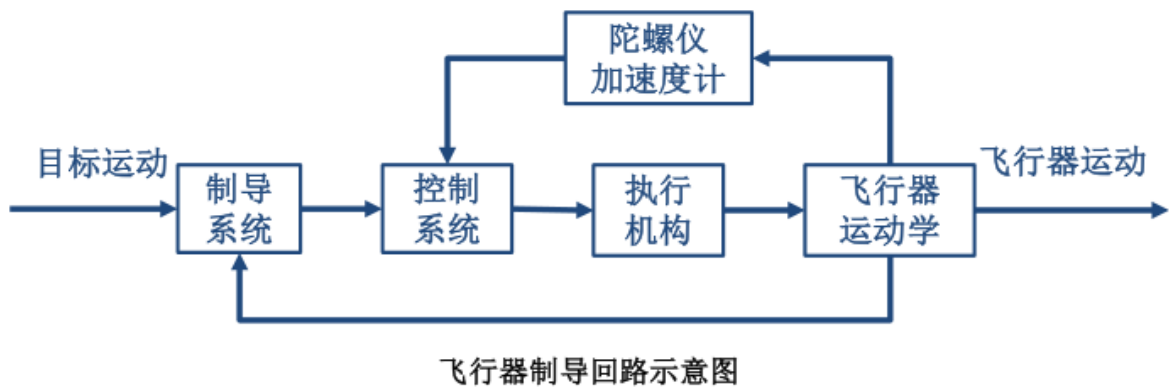 陀螺仪
加速度计
目标运动
制导
系统
控制
系统
执行
机构
飞行器
运动学
飞行器运动
飞行器制导回路示意图